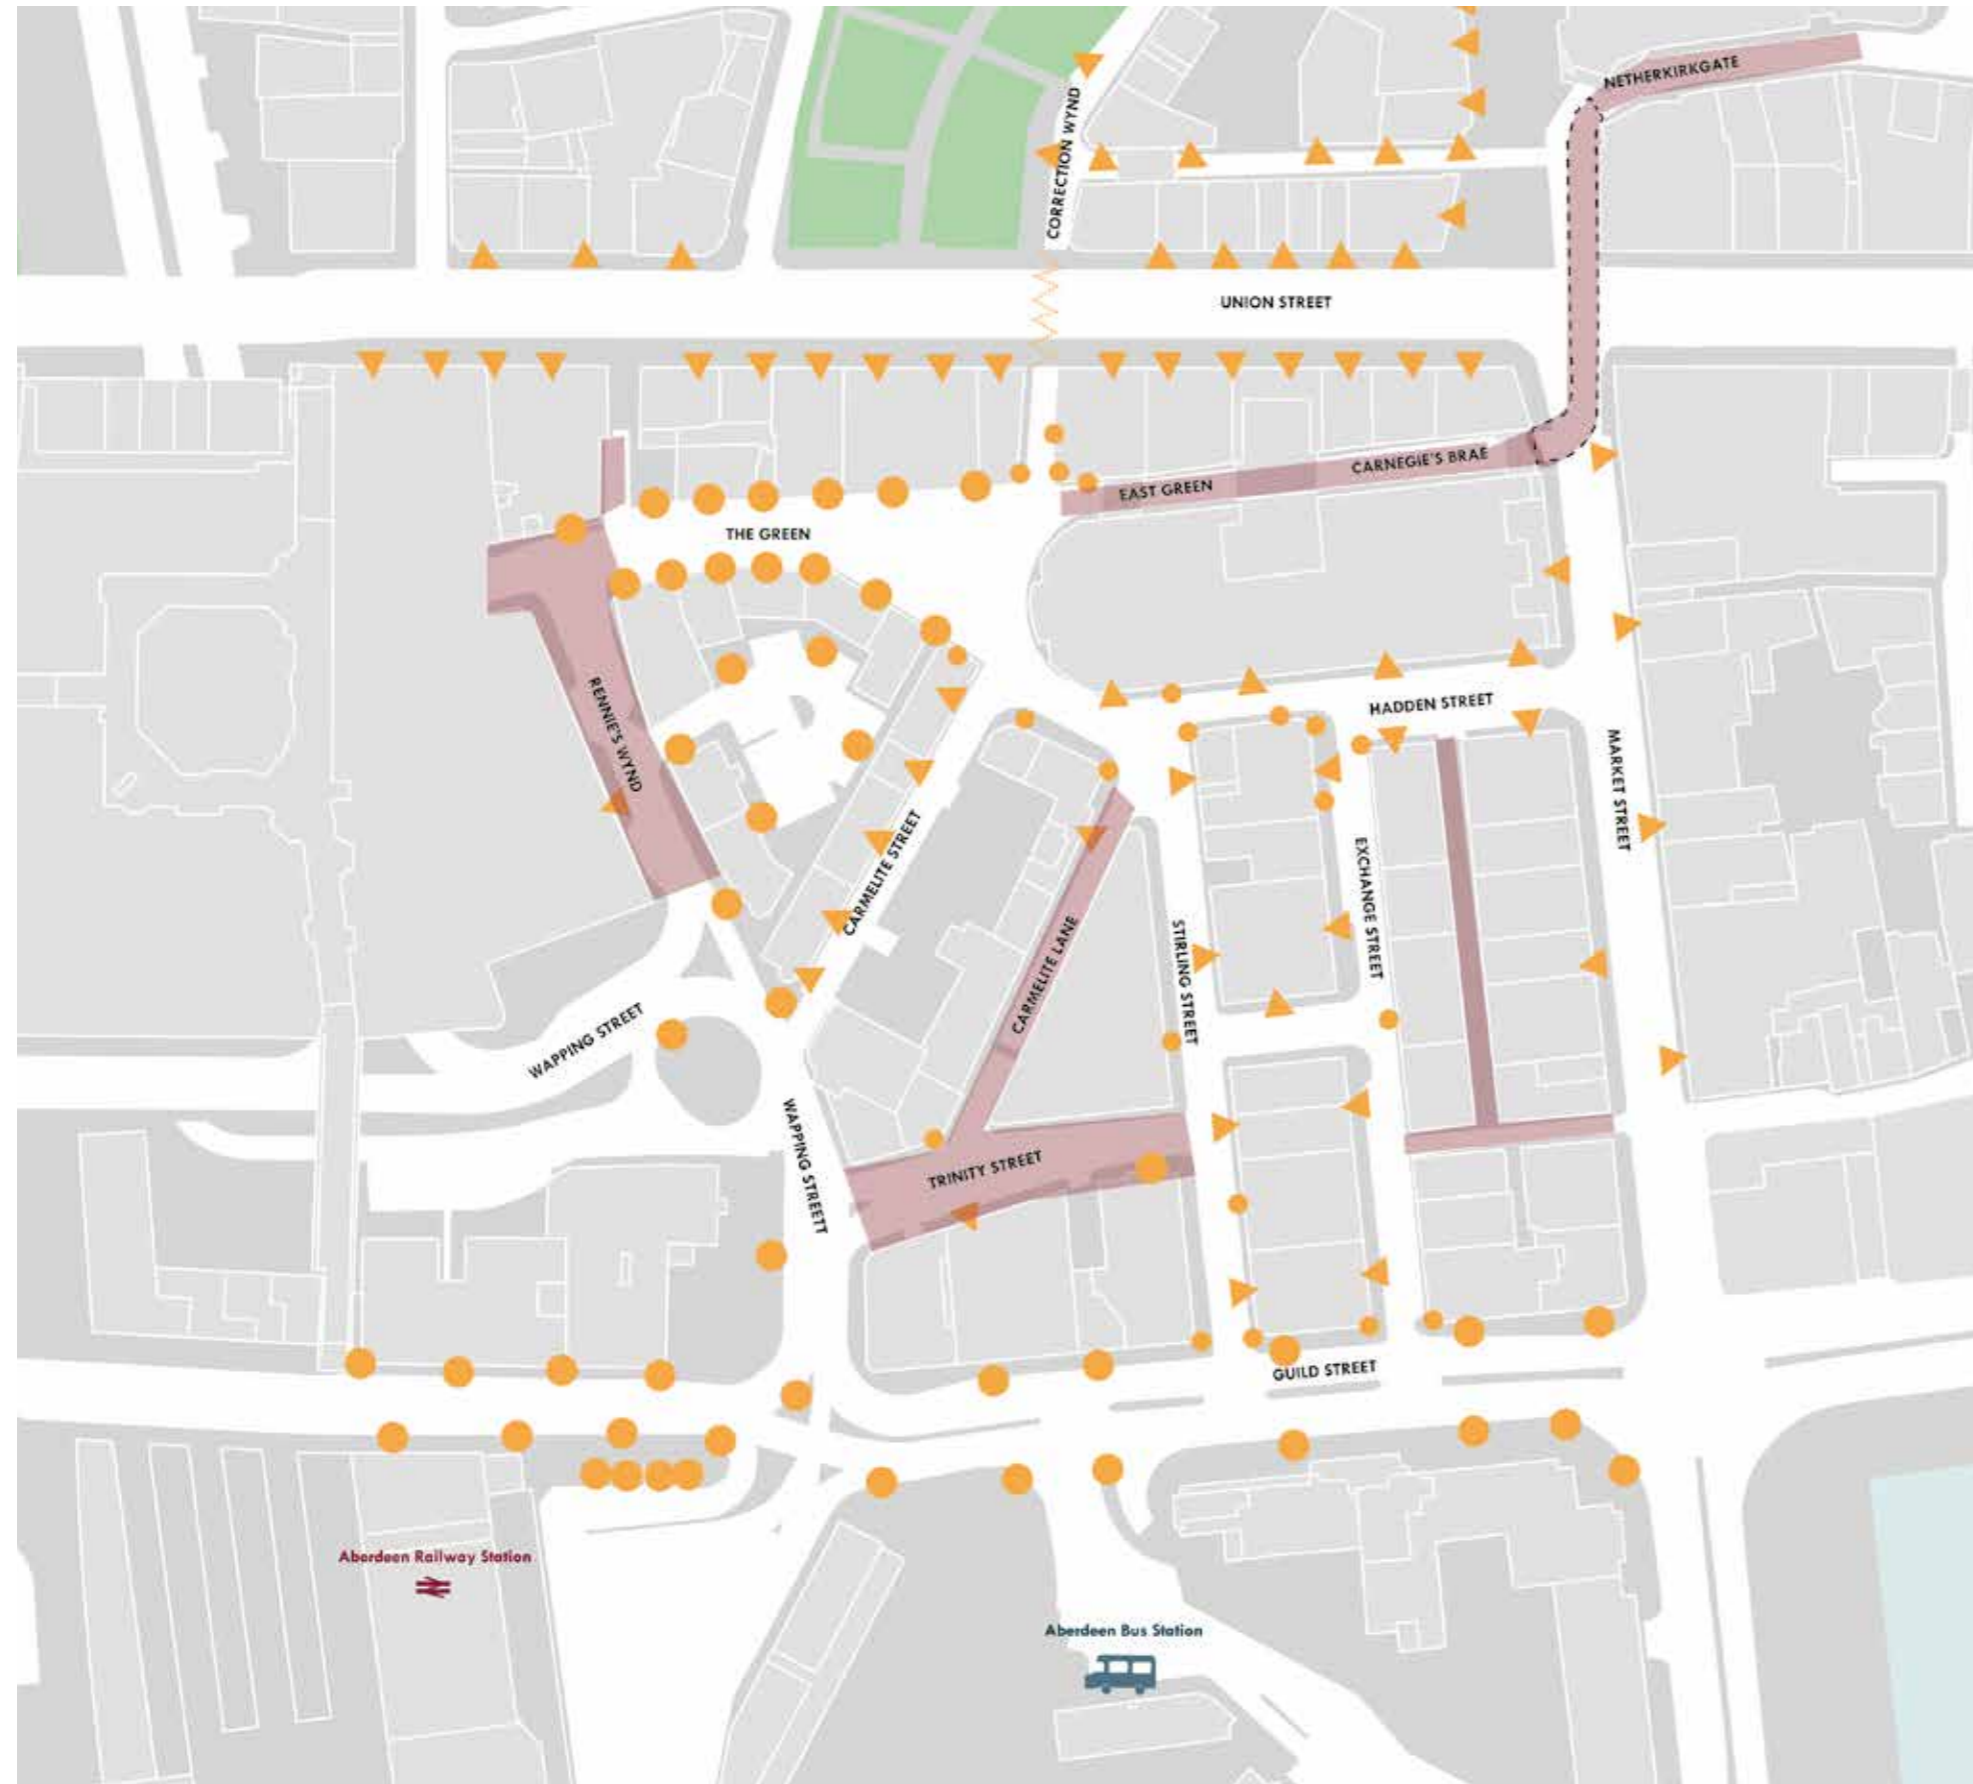 NETHERKIRKGATE
CORRECTION WYND
UNION STREET
CARNEGIE'S BRAE
EAST GREEN
THE GREEN
RENNIE'S WYND
HADDEN STREET
MARKET STREET
CARMELITE STREET
EXCHANGE STREET
CARMELITE LANE
STIRLING STREET
WAPPING STREET
WAPPING STREETT
TRINITY STREET
GUILD STREET
Aberdeen Railway Station
Aberdeen Bus Station